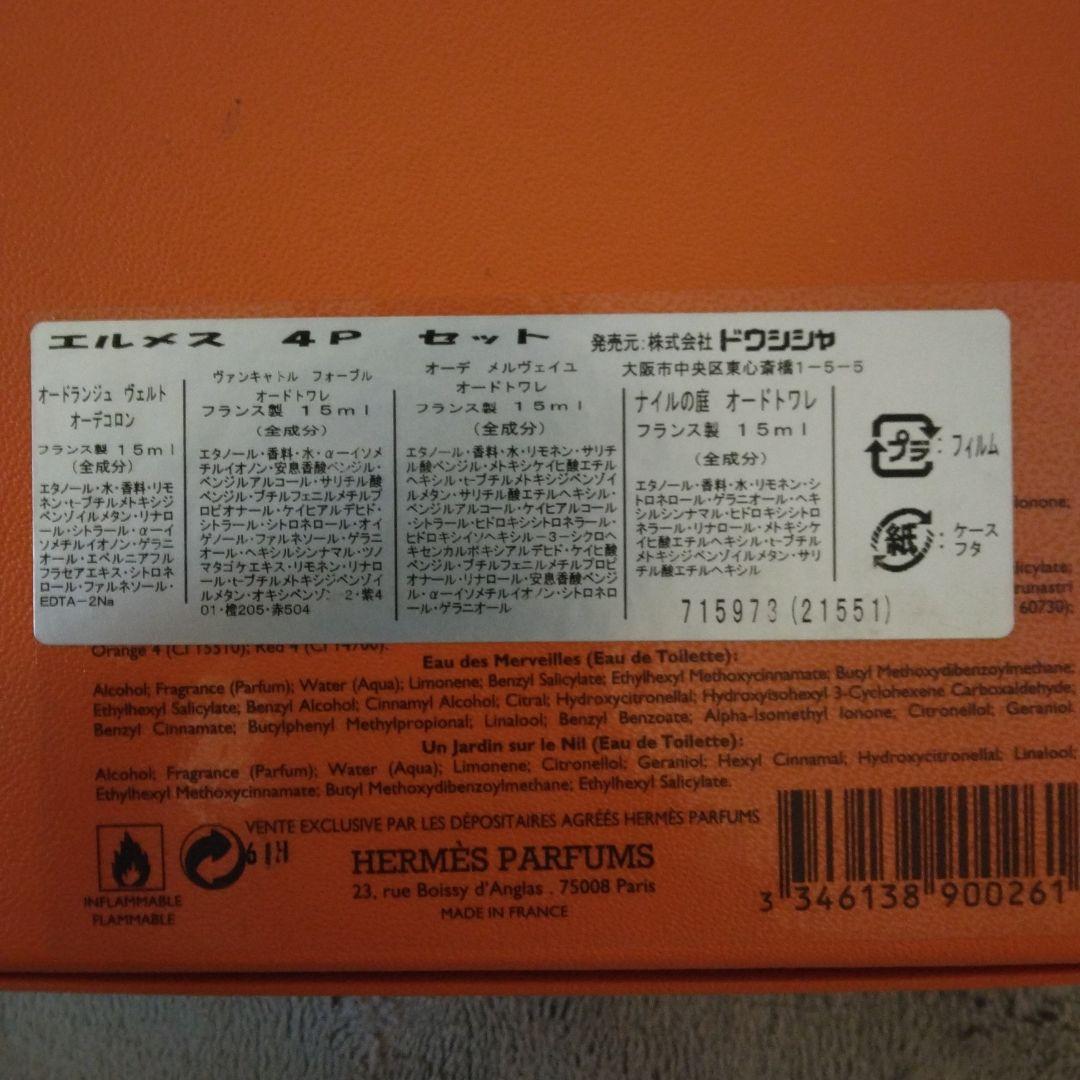 エルメス 4P セット
発売元:株式会社 ドウシシャ
大阪市中央区東心斎橋1-5-5
オードランジュ ヴェルト
オーデコロン
フランス製 15ml
(全成分)
エタノール・水・香料・リモ
ネン・t-ブチルメトキシジ
ベンゾイルメタン・リナロ
ール・シトラール・α-イ
ソメチルイオノン・ゲラニ
オール・エベルニアフル
フラセアエキス・シトロネ
ロール・ファルネソール・
EDTA-2Na
ヴァンキャトル フォーブル
オードトワレ
フランス製 15ml
(全成分)
エタノール・香料・水・α-イソメ
チルイオノン・安息香酸ベンジル・
ベンジルアルコール・サリチル酸
ベンジル・ブチルフェニルメチルプ
ロピオナール・ケイヒアルデヒド・
シトラール・シトロネロール・オイ
ゲノール・ファルネソール・ゲラニ
オール・ヘキシルシンナマル・ツノ
マタゴケエキス・リモネン・リナロ
ール・t-ブチルメトキシジベンゾイ
ルメタン・オキシベンゾ -2・紫4
01・橙205・赤504
オーデ メルヴェイユ
オードトワレ
フランス製 15ml
(全成分)
エタノール・香料・水・リモネン・サリチ
ル酸ベンジル・メトキシケイヒ酸エチル
ヘキシル・t-ブチルメトキシジベンゾイ
ルメタン・サリチル酸エチルヘキシル・
ベンジルアルコール・ケイヒアルコール
・シトラール・ヒドロキシシトロネラール・
ヒドロキシイソヘキシル-3-シクロヘ
キセンカルボキシアルデヒド・ケイヒ酸
ベンジル・ブチルフェニルメチルプロピ
オナール・リナロール・安息香酸ベンジ
ル・α-イソメチルイオノン・シトロネロ
ール・ゲラニオール
ナイルの庭 オードトワレ
フランス製 15ml
(全成分)
エタノール・香料・水・リモネン・シ
トロネロール・ゲラニオール・ヘキ
シルシンナマル・ヒドロキシシトロ
ネラール・リナロール・メトキシケ
イヒ酸エチルヘキシル・t-ブチル
メトキシジベンゾイルメタン・サリ
チル酸エチルヘキシル
715973(21551)
プラ : フィルム
紙 : ケース
フタ
Ionone;
licylate;
runastri
60730);
Orange 4 (CI 15510); Red 4 (CI 14700).
Eau des Merveilles (Eau de Toilette):
Alcohol; Fragrance (Parfum); Water (Aqua); Limonene; Benzyl Salicylate; Ethylhexyl Methoxycinnamate; Butyl Methoxydibenzoylmethane;
Ethylhexyl Salicylate; Benzyl Alcohol; Cinnamyl Alcohol; Citral; Hydroxycitronellal; Hydroxyisohexyl 3-Cyclohexene Carboxaldehyde;
Benzyl Cinnamate; Butylphenyl Methylpropional; Linalool; Benzyl Benzoate; Alpha-Isomethyl Ionone; Citronellol; Geraniol.
Un Jardin sur le Nil (Eau de Toilette):
Alcohol; Fragrance (Parfum); Water (Aqua); Limonene; Citronellol; Geraniol; Hexyl Cinnamal; Hydroxycitronellal; Linalool;
Ethylhexyl Methoxycinnamate; Butyl Methoxydibenzoylmethane; Ethylhexyl Salicylate.
VENTE EXCLUSIVE PAR LES DÉPOSITAIRES AGRÉÉS HERMÈS PARFUMS
HERMÈS PARFUMS
23, rue Boissy d'Anglas . 75008 Paris
MADE IN FRANCE
INFLAMMABLE
FLAMMABLE
3 346138 900261